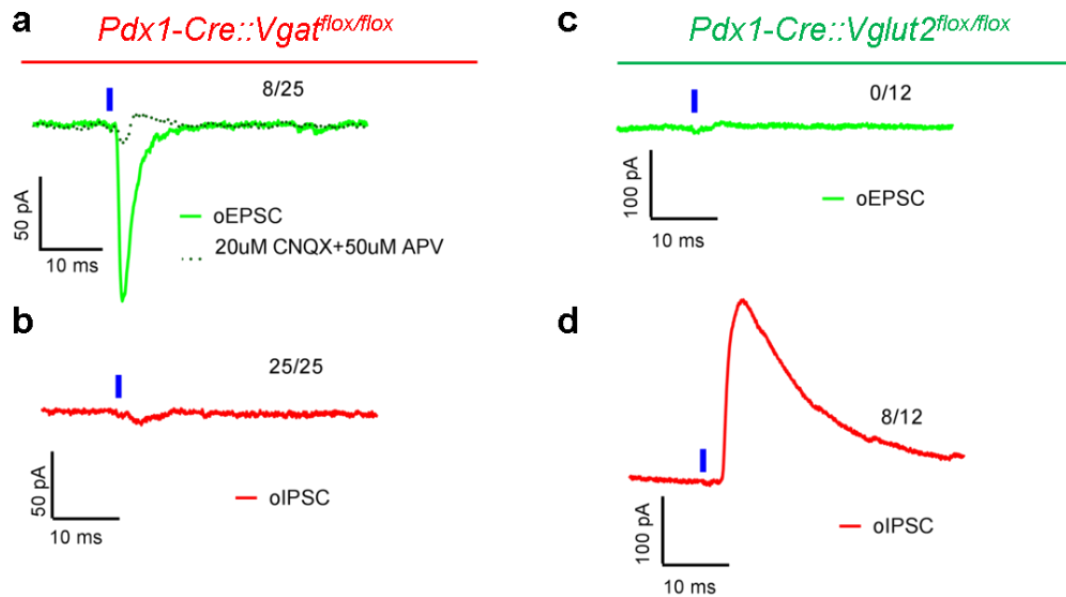 a
Pdx1-Cre::Vgat^flox/flox
8/25
50 pA
10 ms
oEPSC
20uM CNQX+50uM APV
b
25/25
50 pA
10 ms
oIPSC
c
Pdx1-Cre::Vglut2^flox/flox
0/12
100 pA
10 ms
oEPSC
d
8/12
100 pA
10 ms
oIPSC